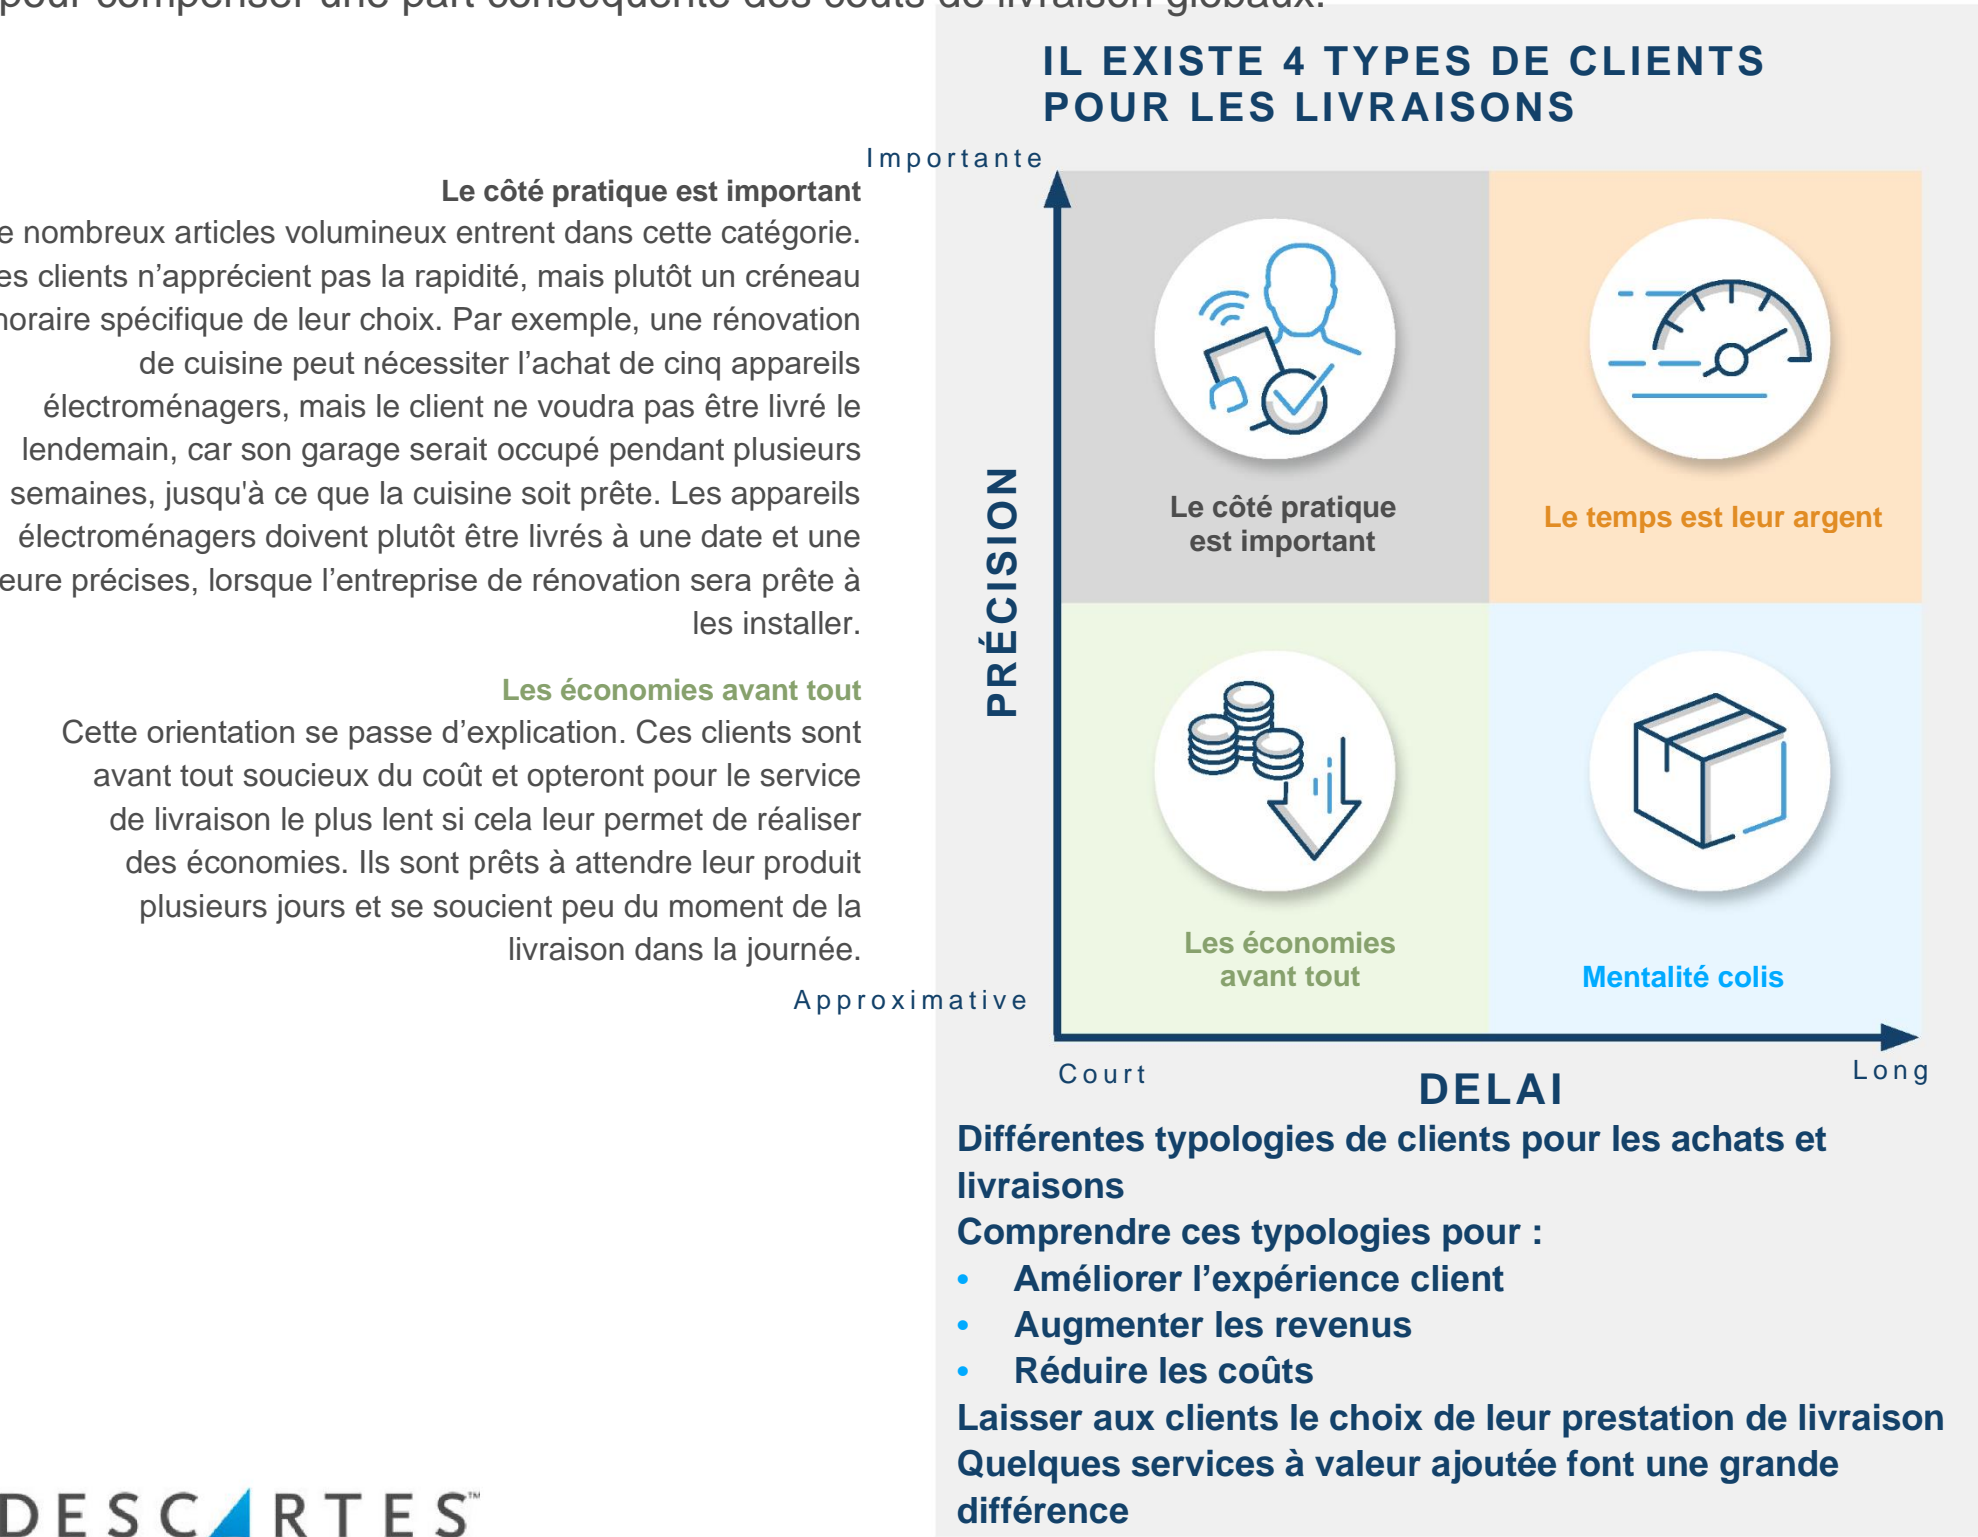 pour compenser une part conséquente des coûts de livraison globaux.
Le côté pratique est important
e nombreux articles volumineux entrent dans cette catégorie.
es clients n’apprécient pas la rapidité, mais plutôt un créneau
horaire spécifique de leur choix. Par exemple, une rénovation
de cuisine peut nécessiter l’achat de cinq appareils
électroménagers, mais le client ne voudra pas être livré le
lendemain, car son garage serait occupé pendant plusieurs
semaines, jusqu'à ce que la cuisine soit prête. Les appareils
électroménagers doivent plutôt être livrés à une date et une
eure précises, lorsque l’entreprise de rénovation sera prête à
les installer.
Les économies avant tout
Cette orientation se passe d’explication. Ces clients sont
avant tout soucieux du coût et opteront pour le service
de livraison le plus lent si cela leur permet de réaliser
des économies. Ils sont prêts à attendre leur produit
plusieurs jours et se soucient peu du moment de la
livraison dans la journée.
DESCARTES™
IL EXISTE 4 TYPES DE CLIENTS
POUR LES LIVRAISONS
Importante
PRÉCISION
Approximative
Le côté pratique
est important
Le temps est leur argent
Les économies
avant tout
Mentalité colis
Court
DELAI
Long
Différentes typologies de clients pour les achats et
livraisons
Comprendre ces typologies pour :
• Améliorer l’expérience client
• Augmenter les revenus
• Réduire les coûts
Laisser aux clients le choix de leur prestation de livraison
Quelques services à valeur ajoutée font une grande
différence